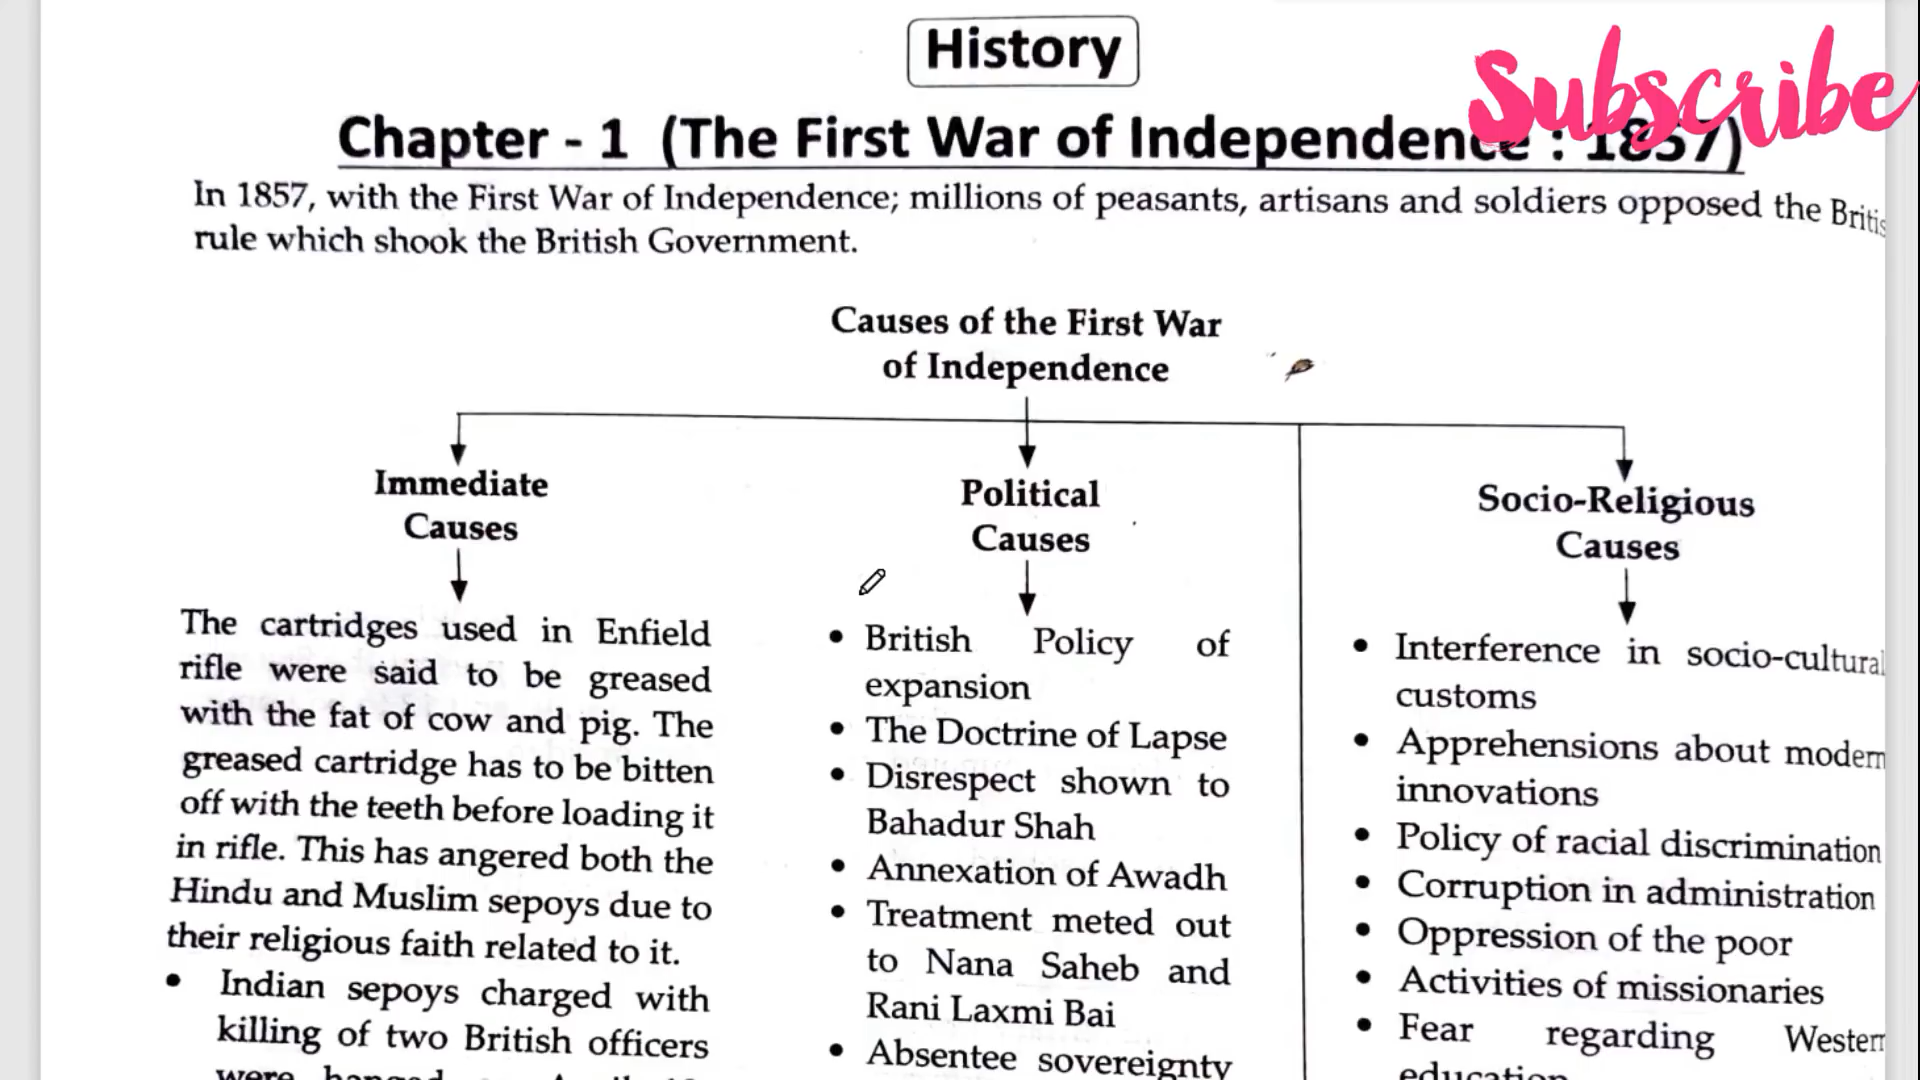 History
Subscribe
Chapter - 1 (The First War of Independence : 1857)
In 1857, with the First War of Independence; millions of peasants, artisans and soldiers opposed the Britis
rule which shook the British Government.
Causes of the First War
of Independence
Immediate
Causes
The cartridges used in Enfield
rifle were said to be greased
with the fat of cow and pig. The
greased cartridge has to be bitten
off with the teeth before loading it
in rifle. This has angered both the
Hindu and Muslim sepoys due to
their religious faith related to it.
• Indian sepoys charged with
killing of two British officers
were hanged
Political
Causes
• British Policy of
expansion
• The Doctrine of Lapse
• Disrespect shown to
Bahadur Shah
• Annexation of Awadh
• Treatment meted out
to Nana Saheb and
Rani Laxmi Bai
• Absentee sovereignty
Socio-Religious
Causes
• Interference in socio-cultural
customs
• Apprehensions about modern
innovations
• Policy of racial discrimination
• Corruption in administration
• Oppression of the poor
• Activities of missionaries
• Fear regarding Western
education